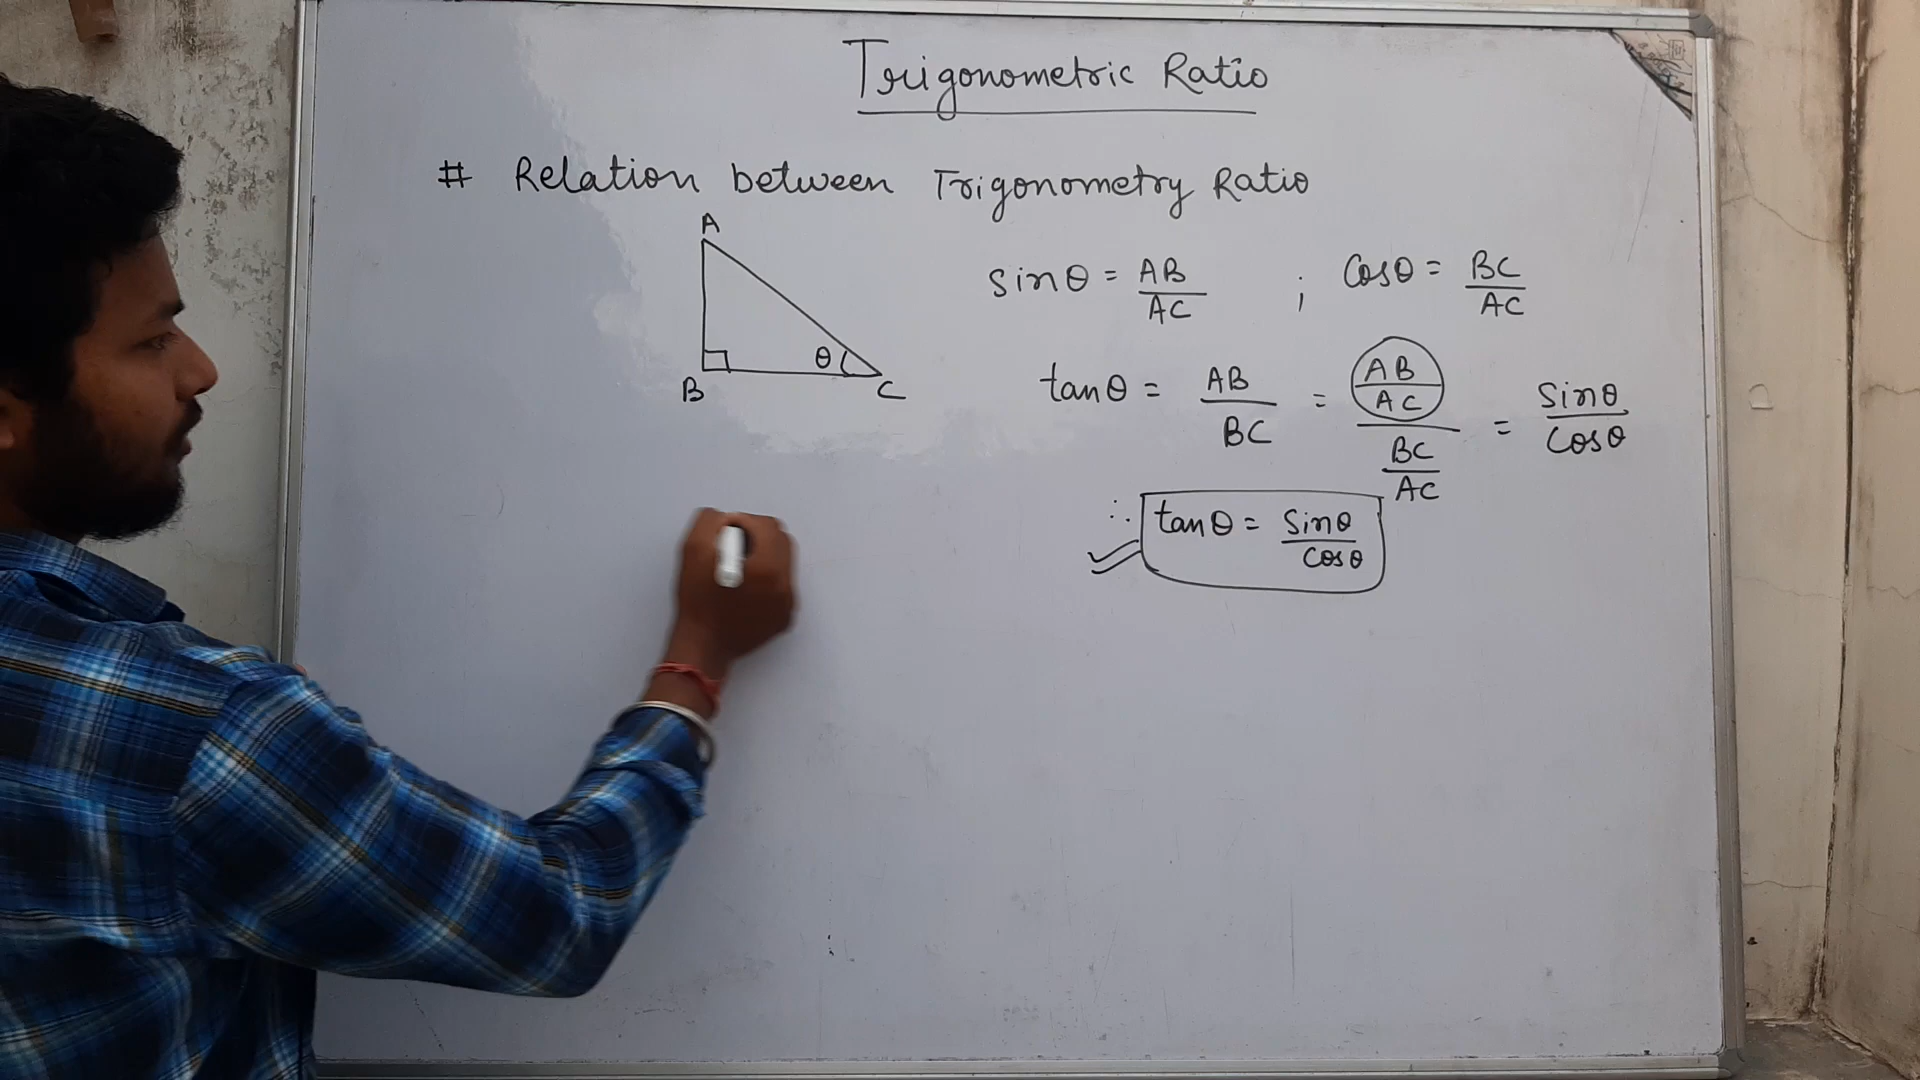 Trigonometric Ratio
# Relation between Trigonometry Ratio
A
B
θ
C
sinθ = AB/AC ; cosθ = BC/AC
tanθ = AB/BC = (AB/AC)/(BC/AC) = sinθ/cosθ
∴ tanθ = sinθ/cosθ